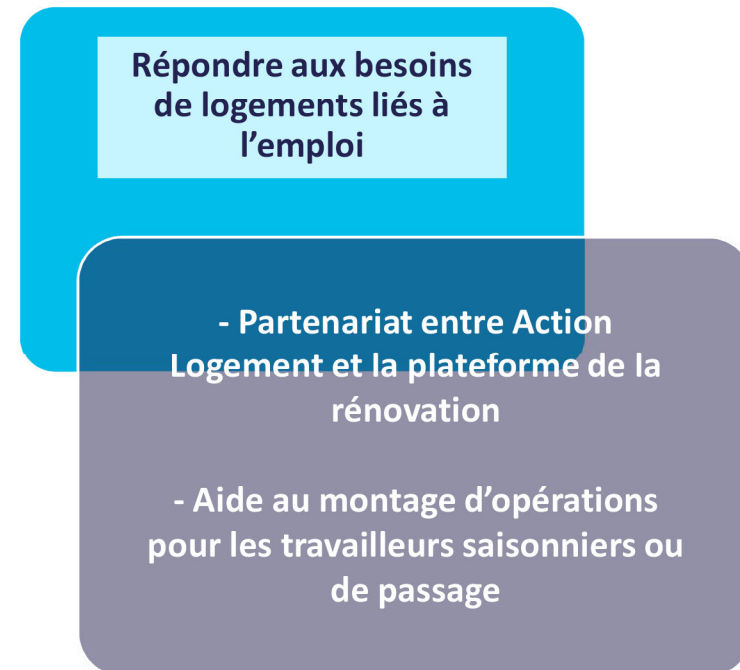 Répondre aux besoins
de logements liés à
l’emploi
- Partenariat entre Action
Logement et la plateforme de la
rénovation
- Aide au montage d’opérations
pour les travailleurs saisonniers ou
de passage